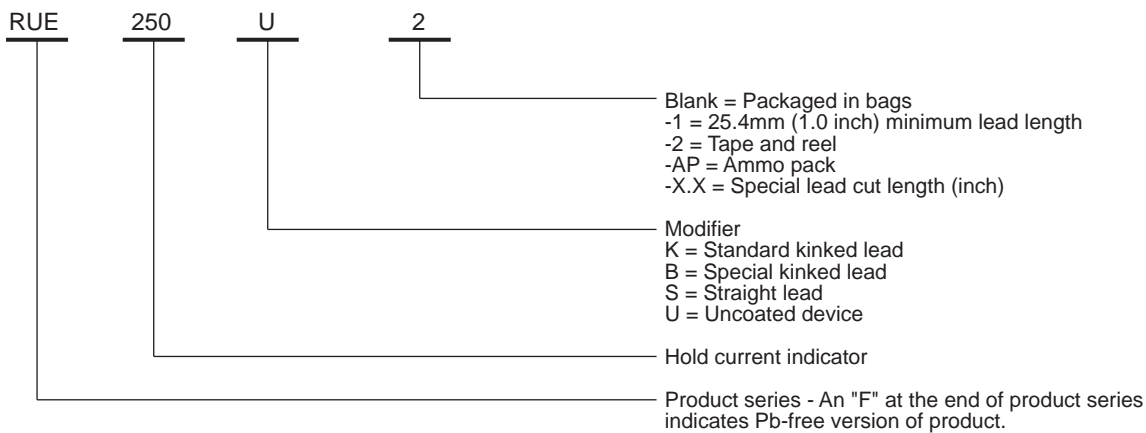 RUE 250 U 2
Blank = Packaged in bags
-1 = 25.4mm (1.0 inch) minimum lead length
-2 = Tape and reel
-AP = Ammo pack
-X.X = Special lead cut length (inch)
Modifier
K = Standard kinked lead
B = Special kinked lead
S = Straight lead
U = Uncoated device
Hold current indicator
Product series - An "F" at the end of product series
indicates Pb-free version of product.